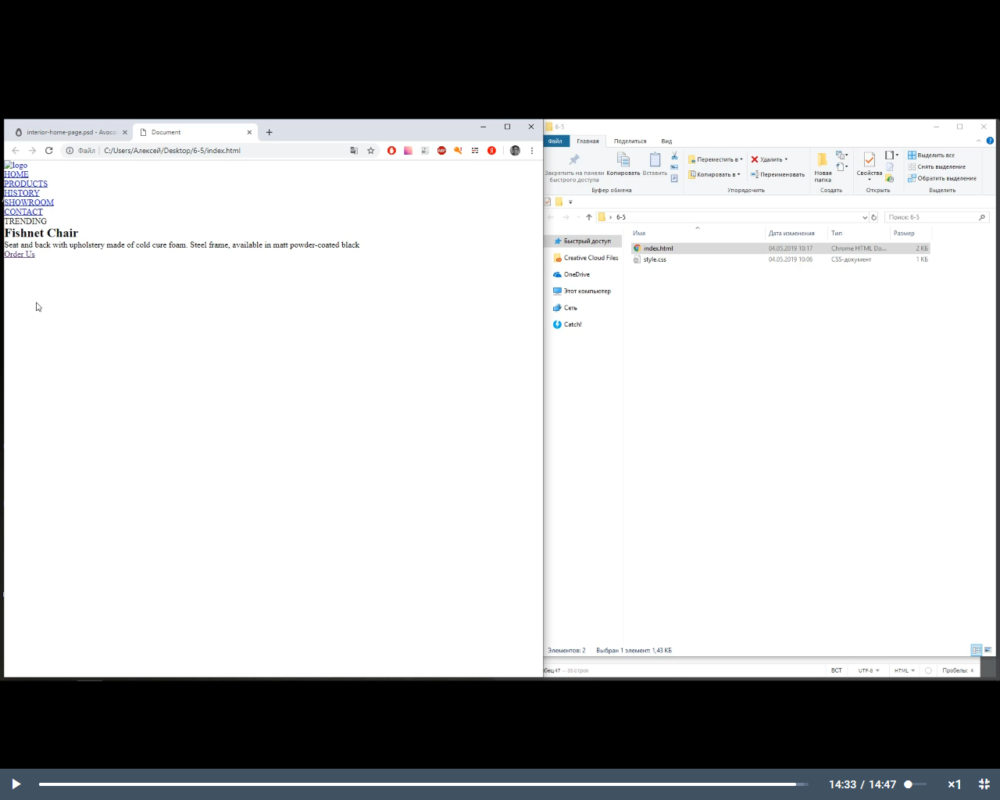 interior-home-page.psd - Avoco
Document
Файл
C:/Users/Алексей/Desktop/6-5/index.html
logo
HOME
PRODUCTS
HISTORY
SHOWROOM
CONTACT
TRENDING
Fishnet Chair
Seat and back with upholstery made of cold cure foam. Steel frame, available in matt powder-coated black
Order Us
6-5
Файл
Главная
Поделиться
Вид
Закрепить на панели быстрого доступа
Копировать
Вставить
Буфер обмена
Переместить в
Копировать в
Удалить
Переименовать
Упорядочить
Новая папка
Создать
Свойства
Открыть
Выделить все
Снять выделение
Обратить выделение
Выделить
6-5
Поиск: 6-5
Имя
Дата изменения
Тип
Размер
Быстрый доступ
Creative Cloud Files
OneDrive
Этот компьютер
Сеть
Catch!
index.html
04.05.2019 10:17
Chrome HTML Do...
2 КБ
style.css
04.05.2019 10:06
CSS-документ
1 КБ
Элементов: 2
Выбран 1 элемент: 1,43 КБ
бец 47 — 35 строк
ВСТ
UTF-8
HTML
Пробелы: 4
14:33 / 14:47
×1